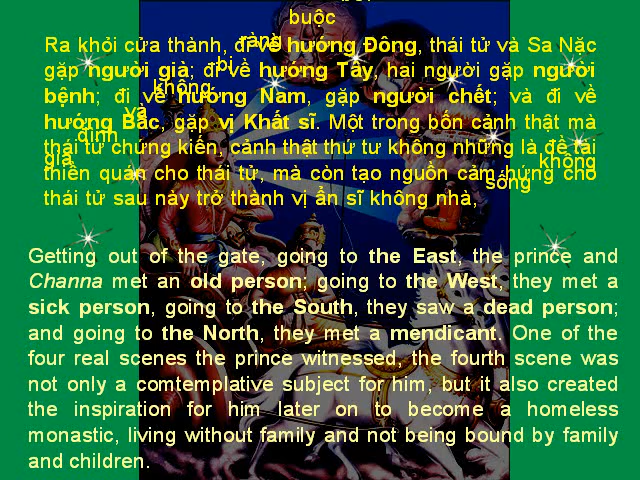 buộc
Ra khỏi cửa thành, đi về hướng Đông, thái tử và Sa Nặc
ràng
gặp người già; đi về hướng Tây, hai người gặp người
bị
không
bệnh; đi về hướng Nam, gặp người chết; và đi về
và
hướng Bắc, gặp vị Khất sĩ. Một trong bốn cảnh thật mà
đình
thái tử chứng kiến, cảnh thật thứ tư không những là đề tài
gia
không
thiền quán cho thái tử, mà còn tạo nguồn cảm hứng cho
sống
thái tử sau này trở thành vị ẩn sĩ không nhà,
Getting out of the gate, going to the East, the prince and
Channa met an old person; going to the West, they met a
sick person, going to the South, they saw a dead person;
and going to the North, they met a mendicant. One of the
four real scenes the prince witnessed, the fourth scene was
not only a comtemplative subject for him, but it also created
the inspiration for him later on to become a homeless
monastic, living without family and not being bound by family
and children.